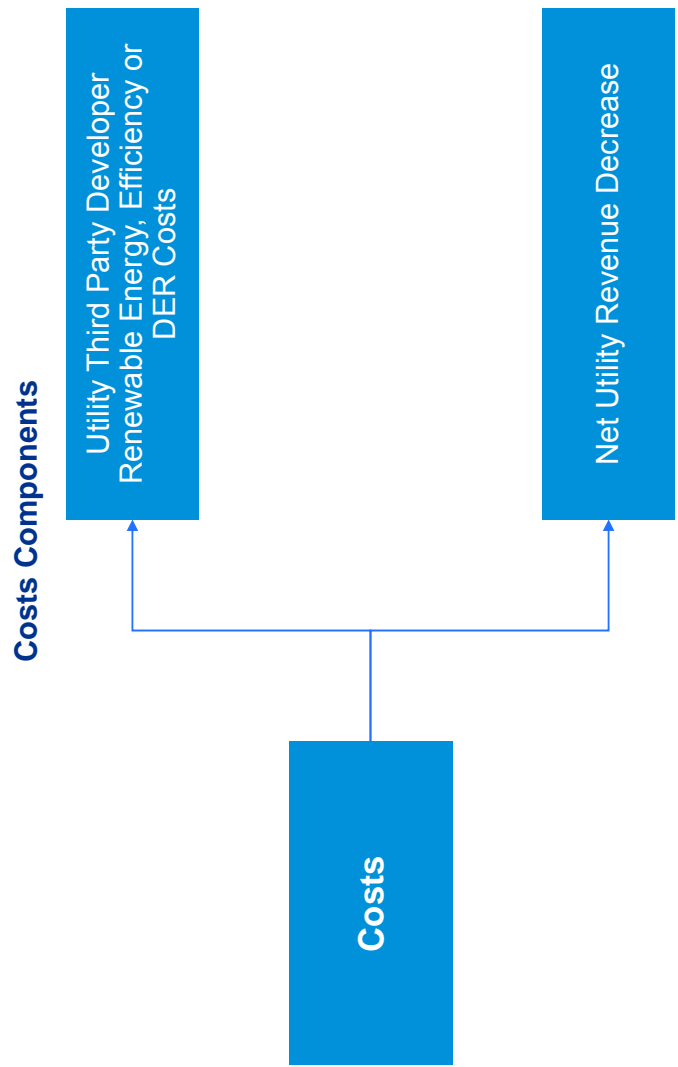 Costs Components
Costs
Utility Third Party Developer
Renewable Energy, Efficiency or
DER Costs
Net Utility Revenue Decrease